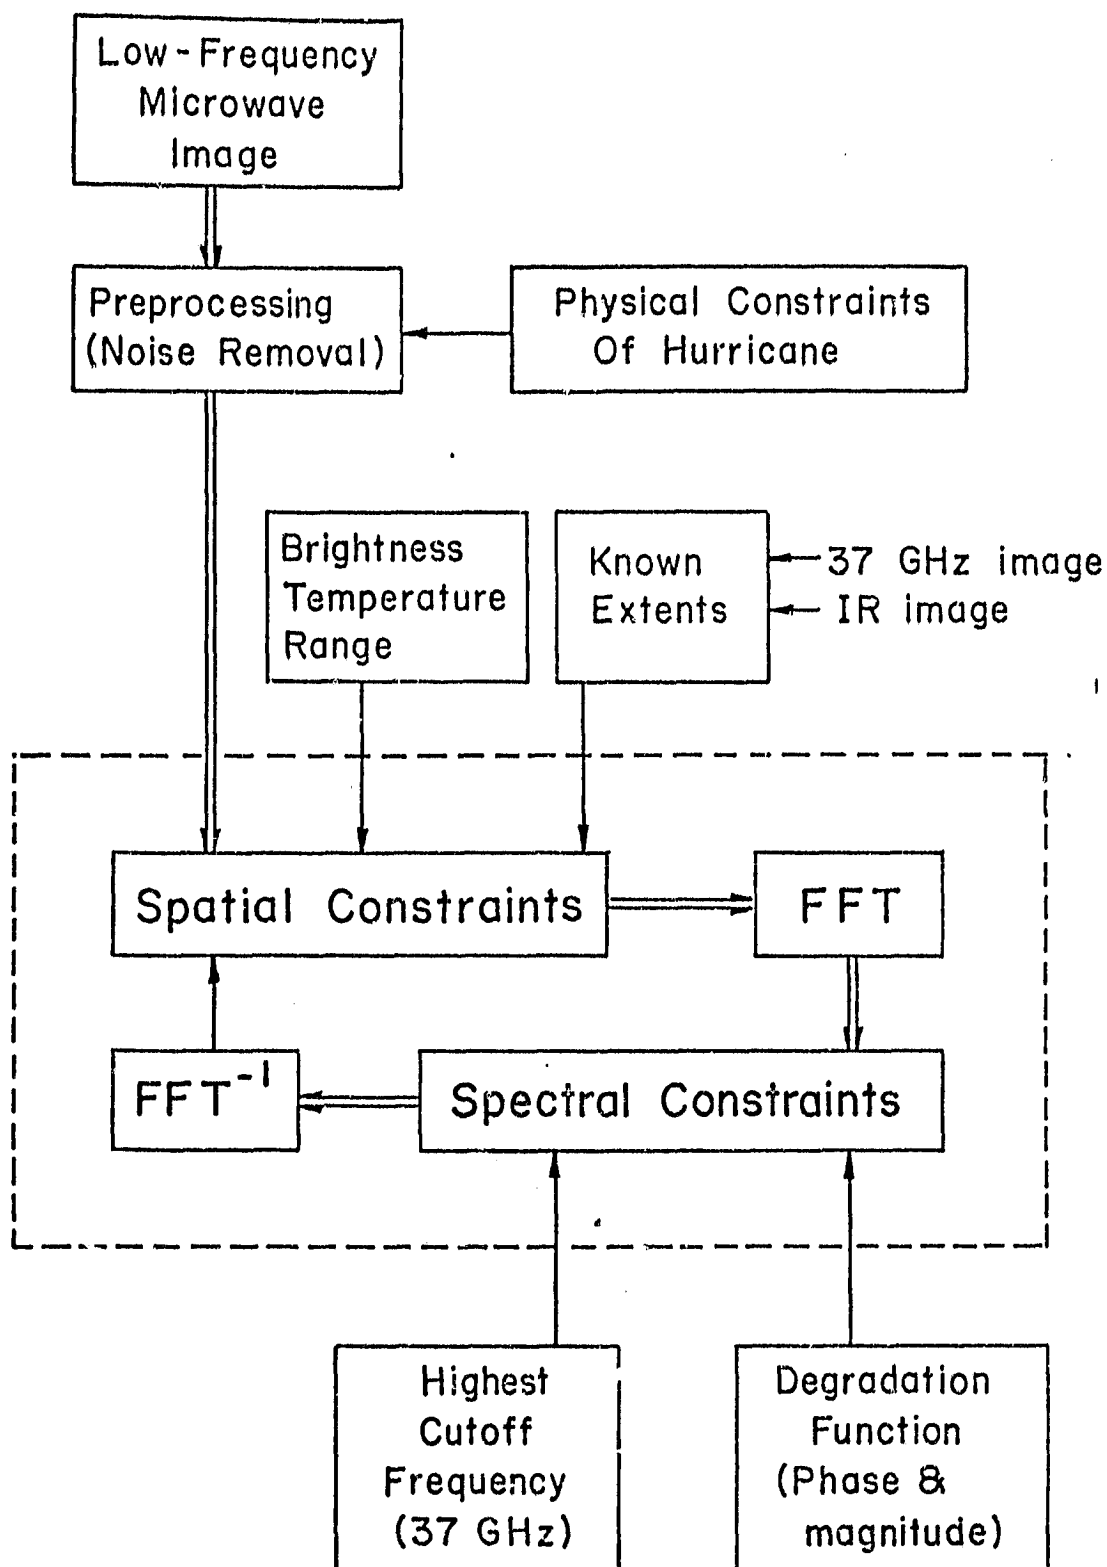 Low-Frequency
Microwave
Image
Preprocessing
(Noise Removal)
Physical Constraints
Of Hurricane
Brightness
Temperature
Range
Known
Extents
37 GHz image
IR image
Spatial Constraints
FFT
FFT⁻¹
Spectral Constraints
Highest
Cutoff
Frequency
(37 GHz)
Degradation
Function
(Phase &
magnitude)